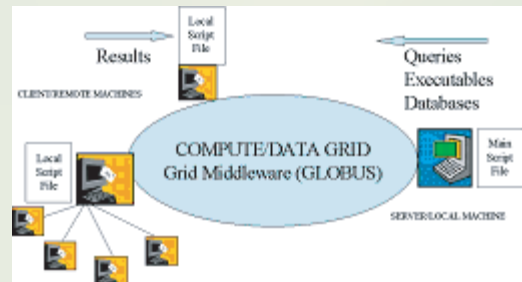 Results
Local
Script
File
Queries
Executables
Databases
CLIENT/REMOTE MACHINES
COMPUTE/DATA GRID
Grid Middleware (GLOBUS)
Local
Script
File
Main
Script
File
SERVER/LOCAL MACHINE